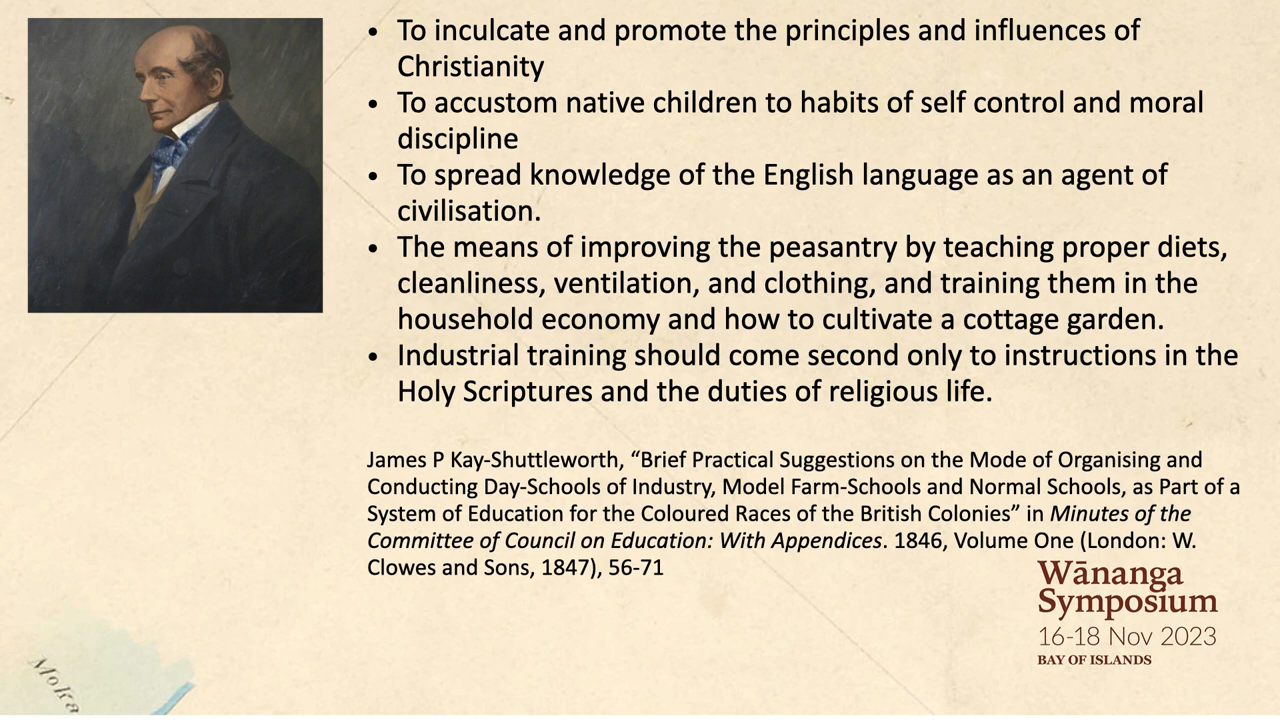 • To inculcate and promote the principles and influences of
Christianity
• To accustom native children to habits of self control and moral
discipline
• To spread knowledge of the English language as an agent of
civilisation.
• The means of improving the peasantry by teaching proper diets,
cleanliness, ventilation, and clothing, and training them in the
household economy and how to cultivate a cottage garden.
• Industrial training should come second only to instructions in the
Holy Scriptures and the duties of religious life.
James P Kay-Shuttleworth, “Brief Practical Suggestions on the Mode of Organising and
Conducting Day-Schools of Industry, Model Farm-Schools and Normal Schools, as Part of a
System of Education for the Coloured Races of the British Colonies” in Minutes of the
Committee of Council on Education: With Appendices. 1846, Volume One (London: W.
Clowes and Sons, 1847), 56-71
Wānanga
Symposium
16-18 Nov 2023
BAY OF ISLANDS
Moka